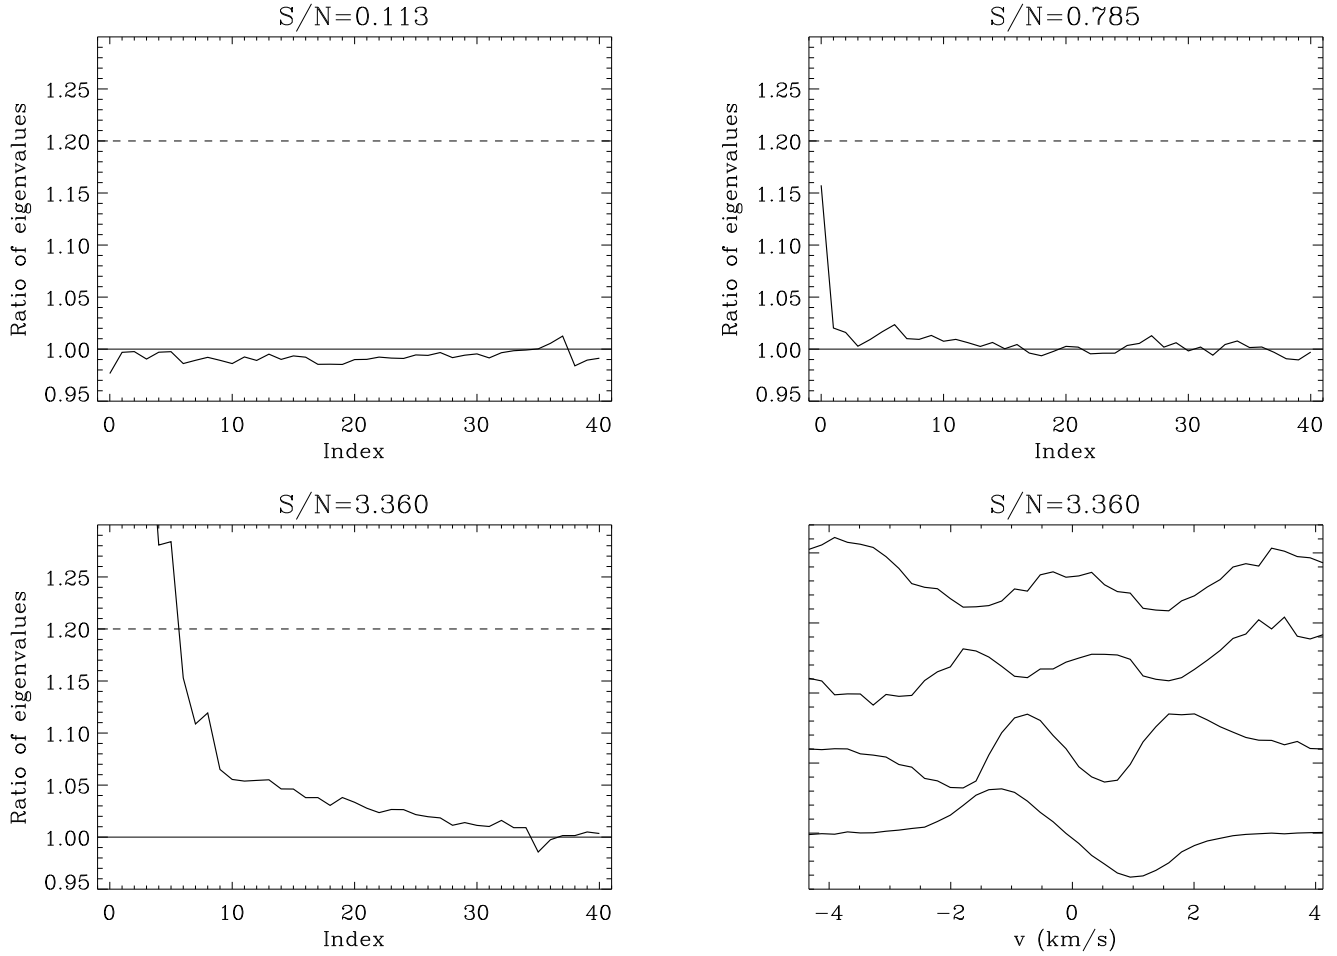 S/N=0.113
Ratio of eigenvalues
1.25
1.20
1.15
1.10
1.05
1.00
0.95
0 10 20 30 40
Index
S/N=0.785
Ratio of eigenvalues
1.25
1.20
1.15
1.10
1.05
1.00
0.95
0 10 20 30 40
Index
S/N=3.360
Ratio of eigenvalues
1.25
1.20
1.15
1.10
1.05
1.00
0.95
0 10 20 30 40
Index
S/N=3.360
−4 −2 0 2 4
v (km/s)